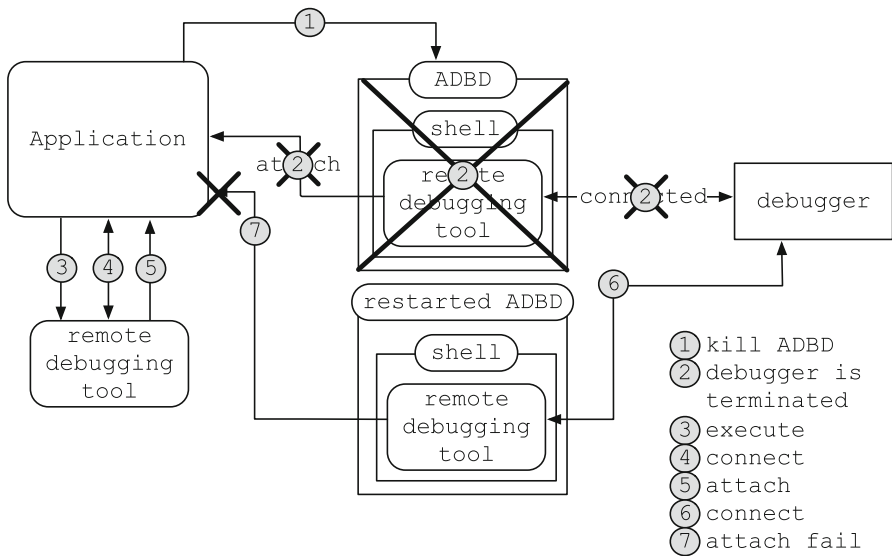 1
ADBD
shell
Application
attach
2
remote
debugging
tool
2
connected
2
debugger
7
3
4
5
6
restarted ADBD
shell
remote
debugging
tool
remote
debugging
tool
1 kill ADBD
2 debugger is
terminated
3 execute
4 connect
5 attach
6 connect
7 attach fail